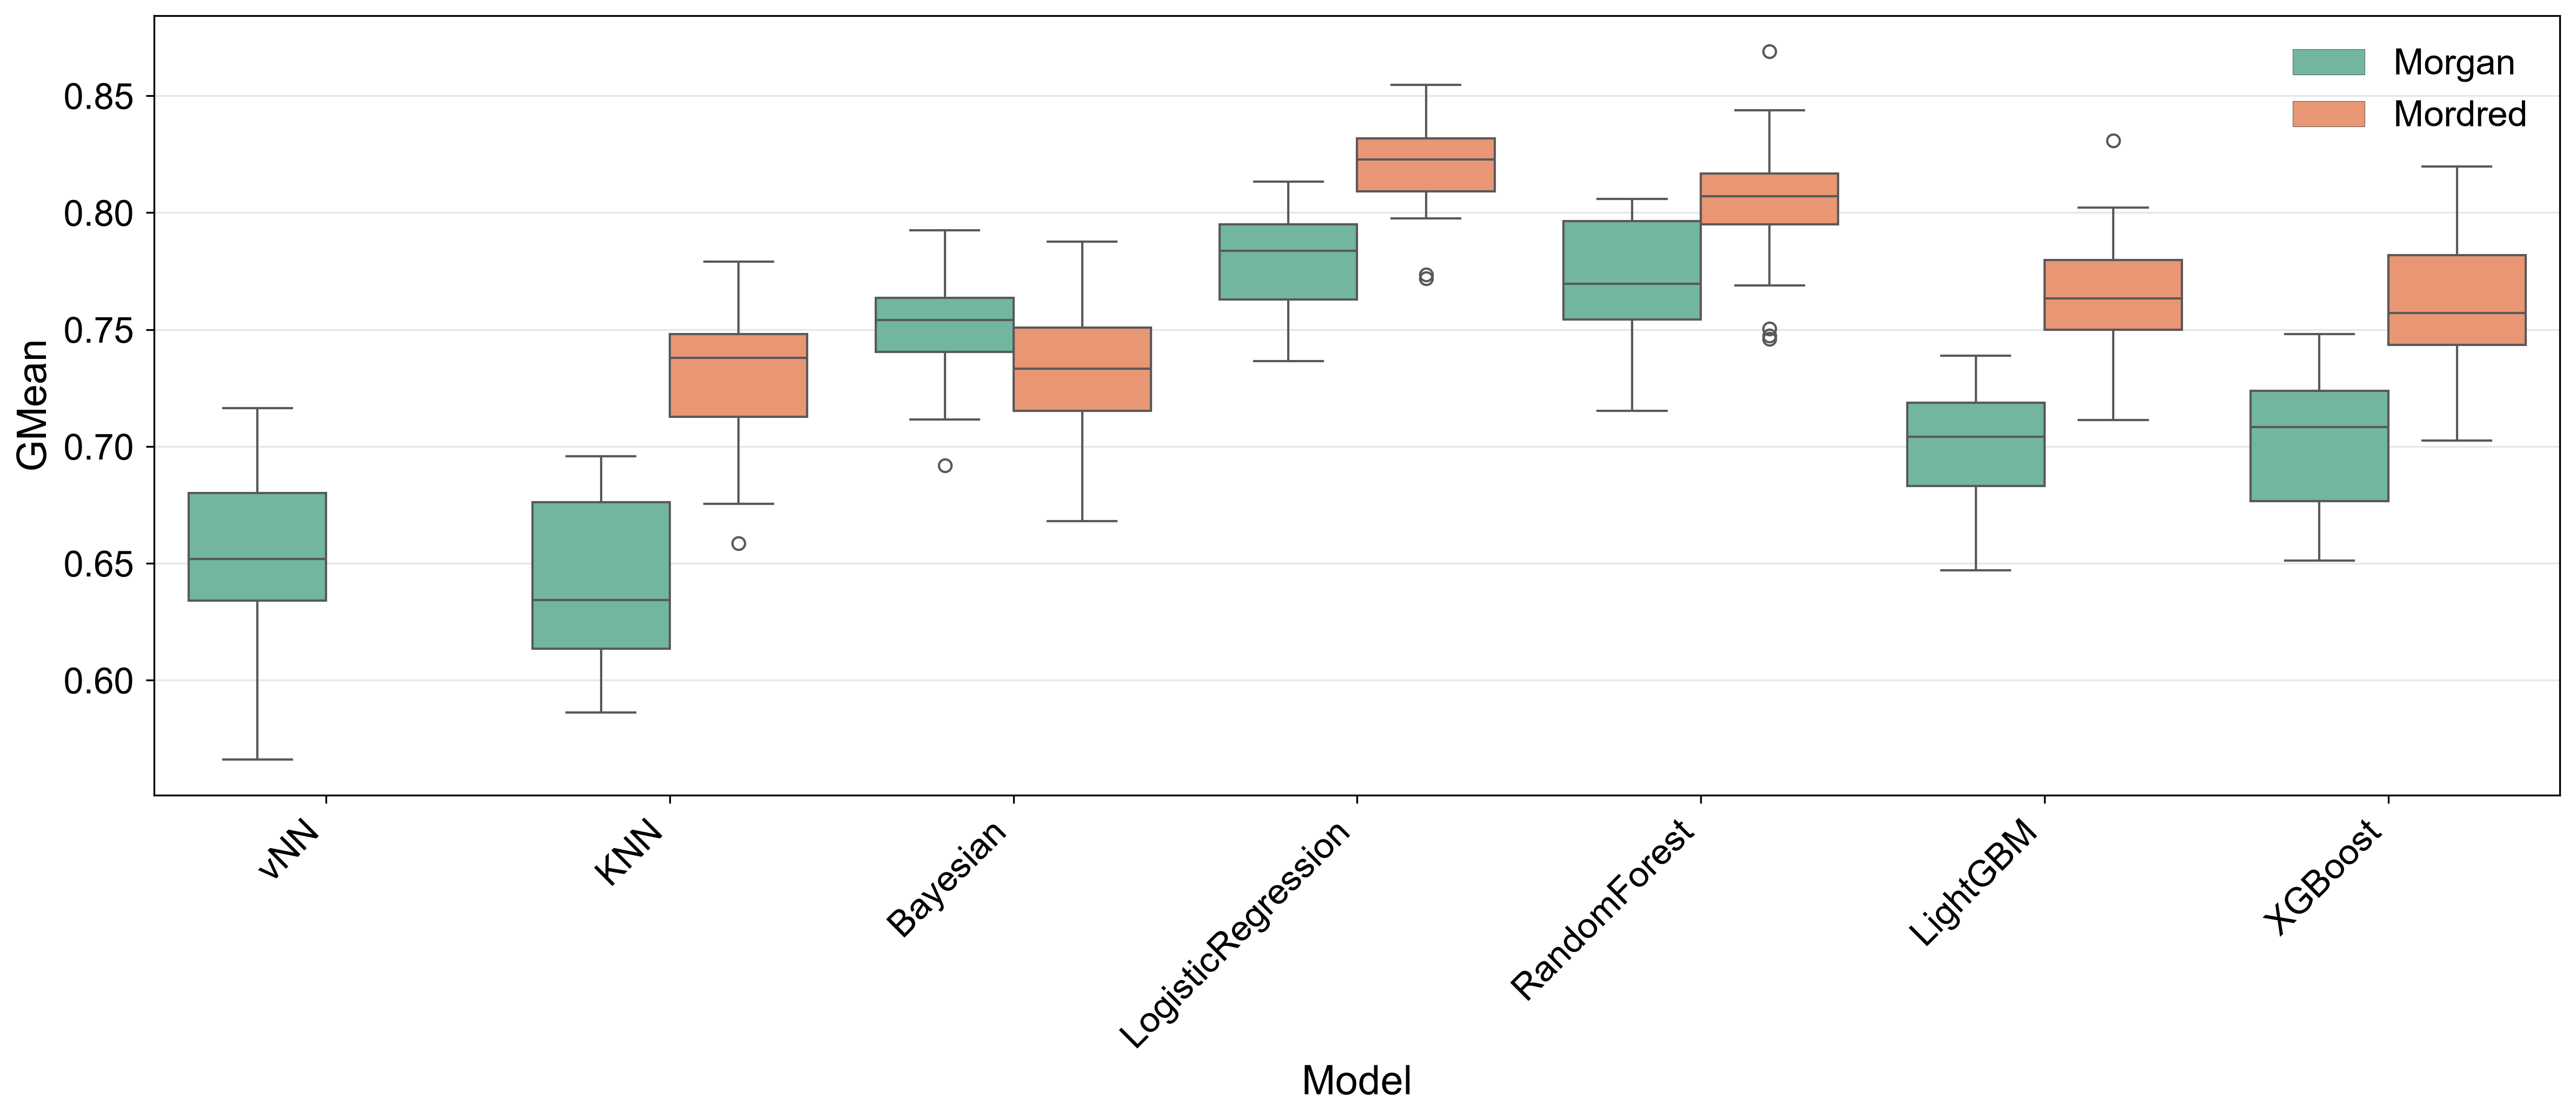 Morgan
Mordred
0.85
0.80
0.75
0.70
0.65
0.60
GMean
vNN
KNN
Bayesian
LogisticRegression
RandomForest
LightGBM
XGBoost
Model